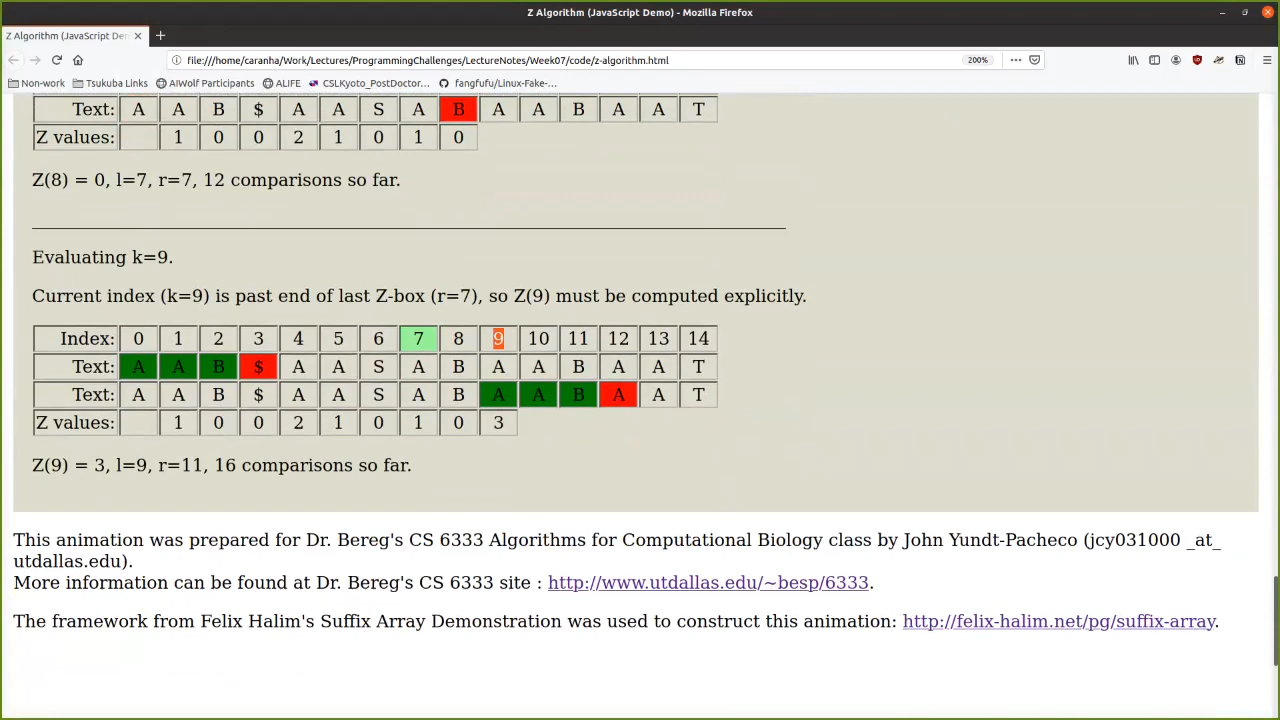 Z Algorithm (JavaScript Demo) - Mozilla Firefox
Z Algorithm (JavaScript Den
file:///home/caranha/Work/Lectures/ProgrammingChallenges/LectureNotes/Week07/code/z-algorithm.html 200%
Non-work Tsukuba Links AIWolf Participants ALIFE CSLKyoto_PostDoctor... fangfufu/Linux-Fake-...
Text: A A B $ A A S A B A A B A A T
Z values: 1 0 0 2 1 0 1 0
Z(8) = 0, l=7, r=7, 12 comparisons so far.
Evaluating k=9.
Current index (k=9) is past end of last Z-box (r=7), so Z(9) must be computed explicitly.
Index: 0 1 2 3 4 5 6 7 8 9 10 11 12 13 14
Text: A A B $ A A S A B A A B A A T
Text: A A B $ A A S A B A A B A A T
Z values: 1 0 0 2 1 0 1 0 3
Z(9) = 3, l=9, r=11, 16 comparisons so far.
This animation was prepared for Dr. Bereg's CS 6333 Algorithms for Computational Biology class by John Yundt-Pacheco (jcy031000 _at_
utdallas.edu).
More information can be found at Dr. Bereg's CS 6333 site : http://www.utdallas.edu/~besp/6333.
The framework from Felix Halim's Suffix Array Demonstration was used to construct this animation: http://felix-halim.net/pg/suffix-array.